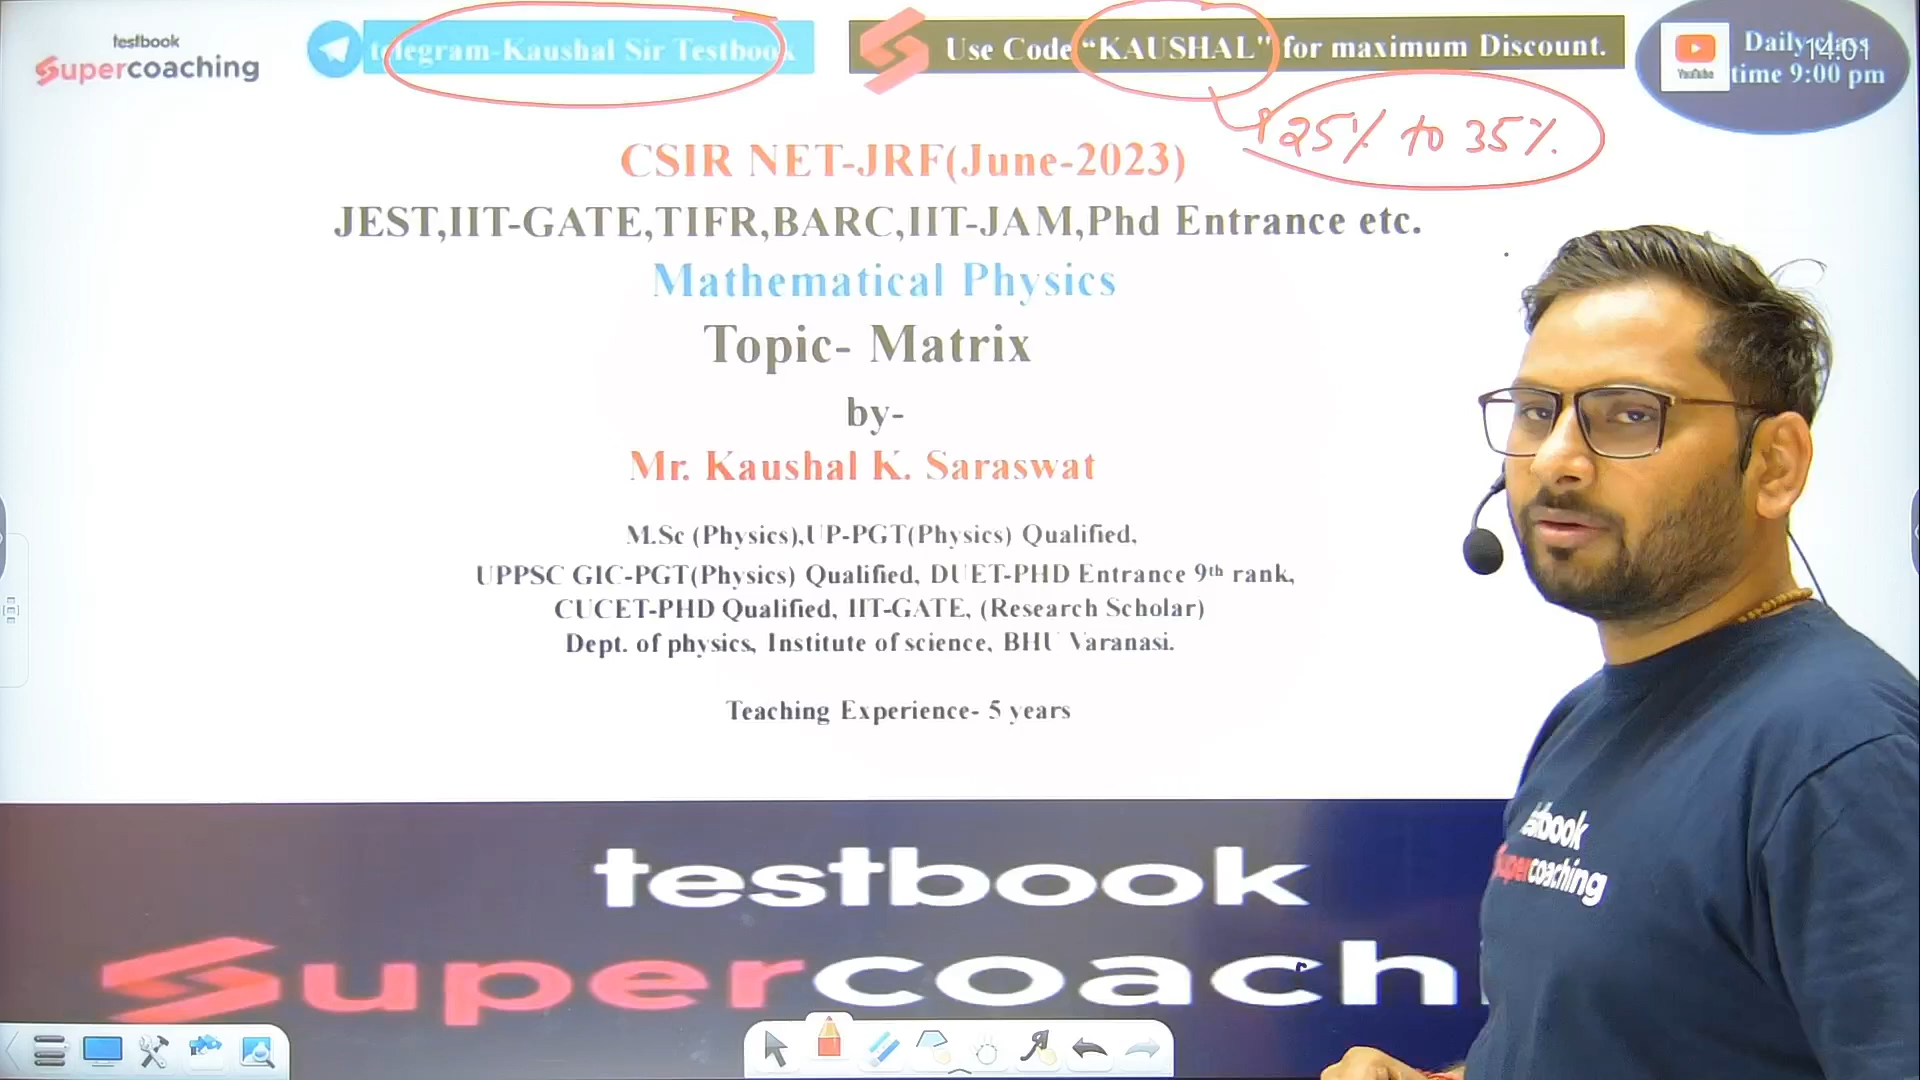 testbook
Supercoaching
telegram-Kaushal Sir Testbook
Use Code "KAUSHAL" for maximum Discount.
YouTube
Daily class
time 9:00 pm
14:01
25% to 35%.
CSIR NET-JRF(June-2023)
JEST,IIT-GATE,TIFR,BARC,IIT-JAM,Phd Entrance etc.
Mathematical Physics
Topic- Matrix
by-
Mr. Kaushal K. Saraswat
M.Sc (Physics),UP-PGT(Physics) Qualified,
UPPSC GIC-PGT(Physics) Qualified, DUET-PHD Entrance 9th rank,
CUCET-PHD Qualified, IIT-GATE, (Research Scholar)
Dept. of physics, Institute of science, BHU Varanasi.
Teaching Experience- 5 years
testbook
Supercoach
testbook
Supercoaching